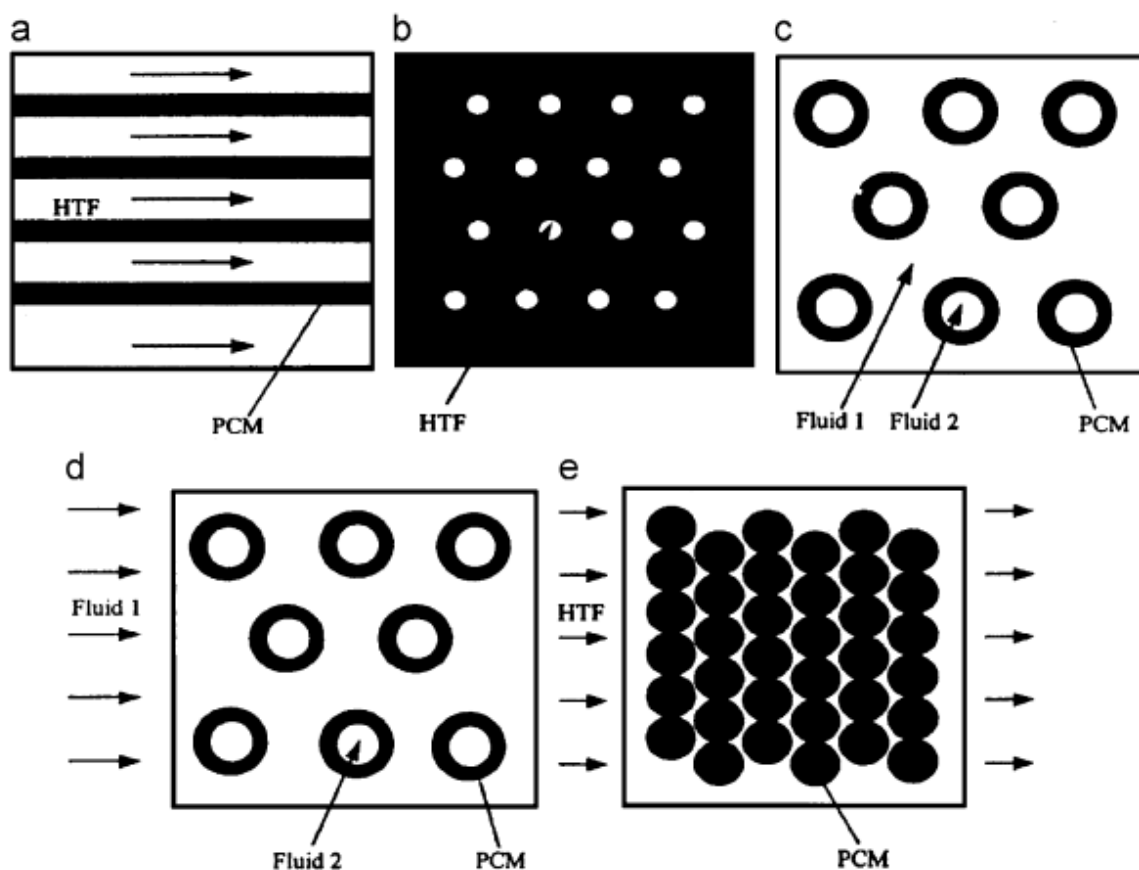 a
b
c
HTF
PCM
HTF
Fluid 1
Fluid 2
PCM
d
e
Fluid 1
HTF
Fluid 2
PCM
PCM